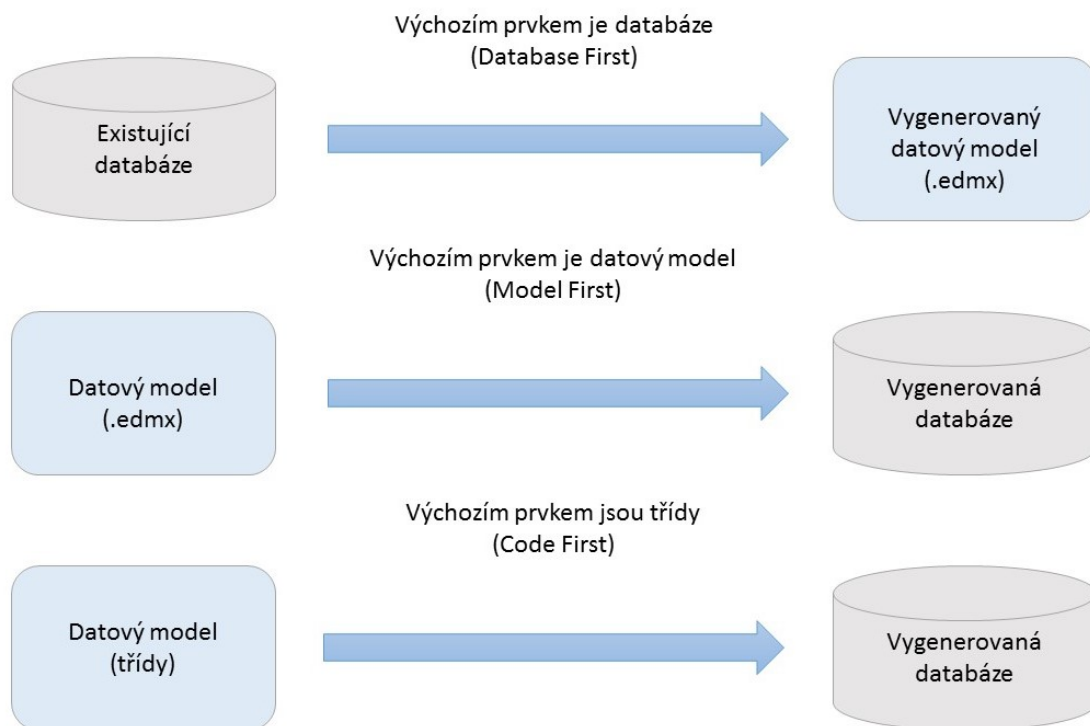 Výchozím prvkem je databáze
(Database First)
Existující
databáze
Vygenerovaný
datový model
(.edmx)
Výchozím prvkem je datový model
(Model First)
Datový model
(.edmx)
Vygenerovaná
databáze
Výchozím prvkem jsou třídy
(Code First)
Datový model
(třídy)
Vygenerovaná
databáze